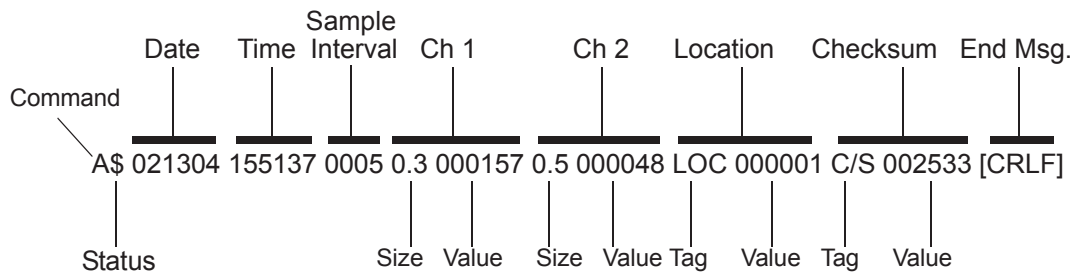 Sample
Date Time Interval Ch 1 Ch 2 Location Checksum End Msg.
Command
A$ 021304 155137 0005 0.3 000157 0.5 000048 LOC 000001 C/S 002533 [CRLF]
Status Size Value Size Value Tag Value Tag Value